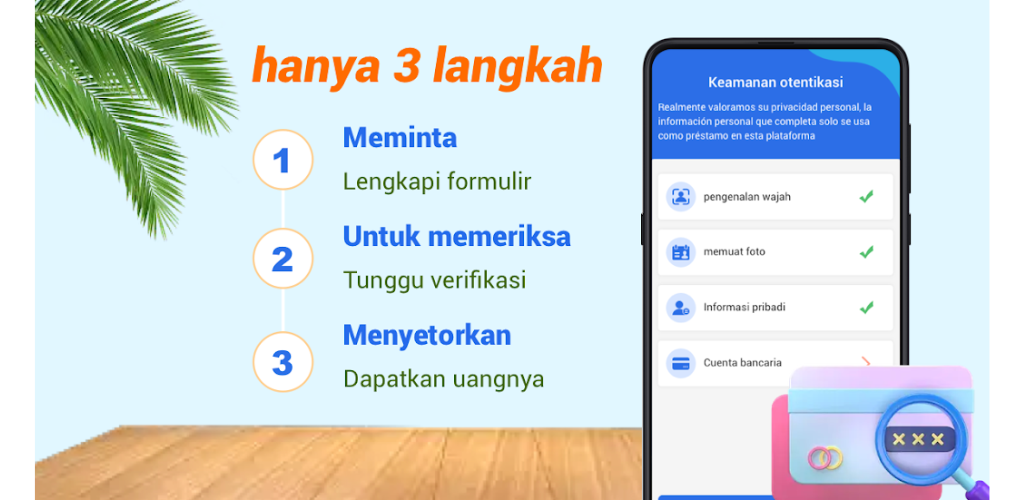 hanya 3 langkah
1
Meminta
Lengkapi formulir
2
Untuk memeriksa
Tunggu verifikasi
3
Menyetorkan
Dapatkan uangnya
Keamanan otentikasi
Realmente valoramos su privacidad personal, la
información personal que completa solo se usa
como préstamo en esta plataforma
pengenalan wajah
memuat foto
Informasi pribadi
Cuenta bancaria
×××